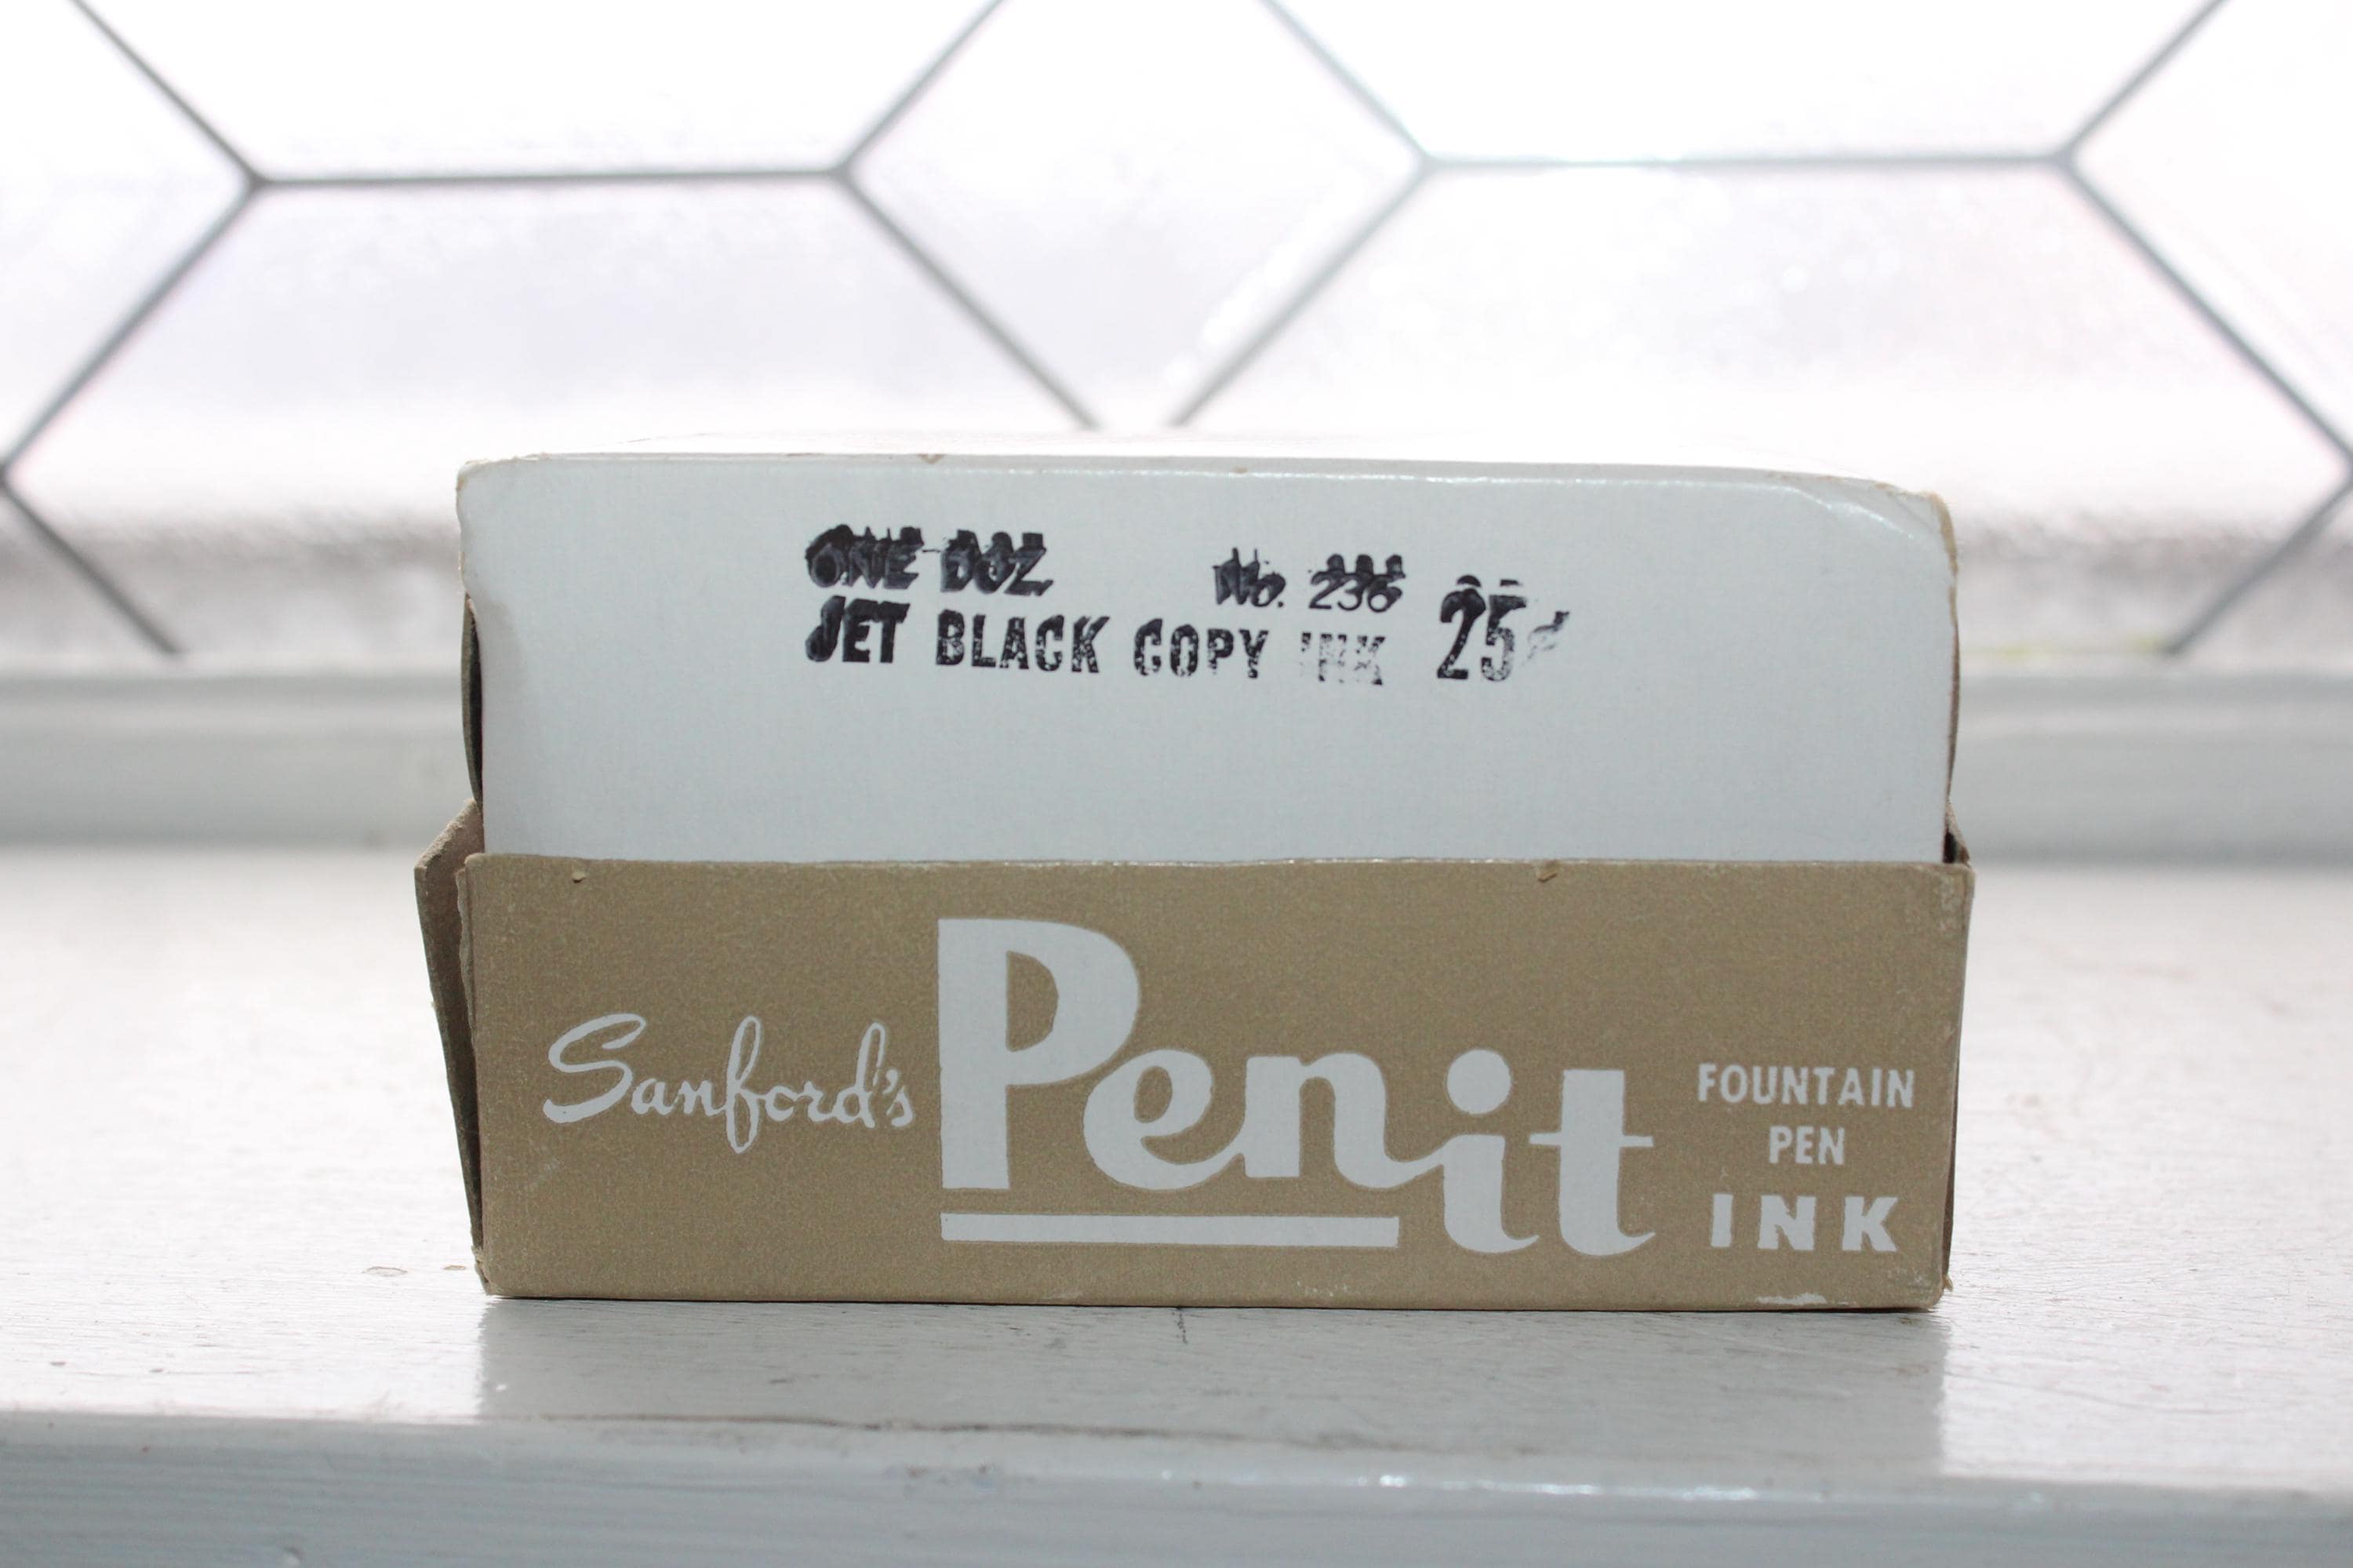 ONE DOZ. No. 236
JET BLACK COPY INK 25¢
Sanford's Penit
FOUNTAIN
PEN
INK